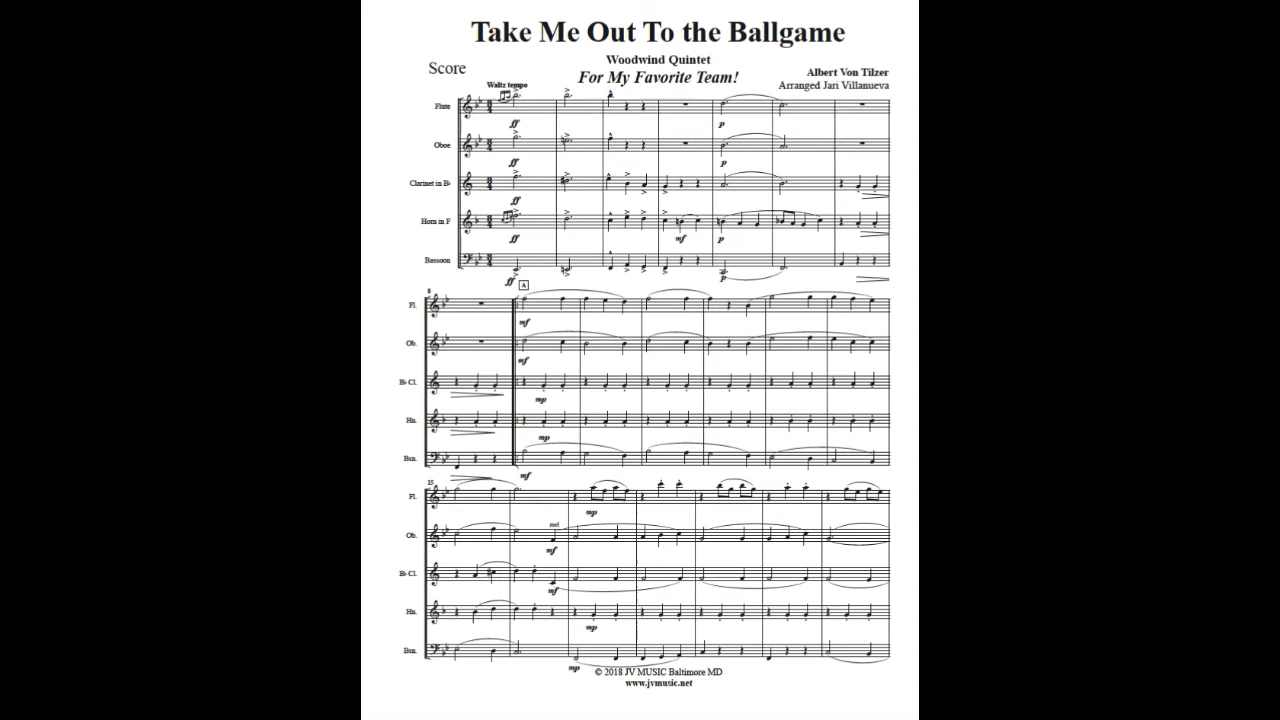 Take Me Out To the Ballgame
Woodwind Quintet
Score
For My Favorite Team!
Albert Von Tilzer
Arranged Jari Villanueva
Waltz tempo
Flute
ff
p
Oboe
ff
p
Clarinet in B♭
ff
p
Horn in F
ff
mf
p
Bassoon
ff
p
8
A
Fl.
mf
Ob.
mf
B♭ Cl.
mp
Hn.
mp
Bsn.
mf
15
Fl.
mp
Ob.
mel
mf
B♭ Cl.
mf
Hn.
mp
Bsn.
mp
© 2018 JV MUSIC Baltimore MD
www.jvmusic.net